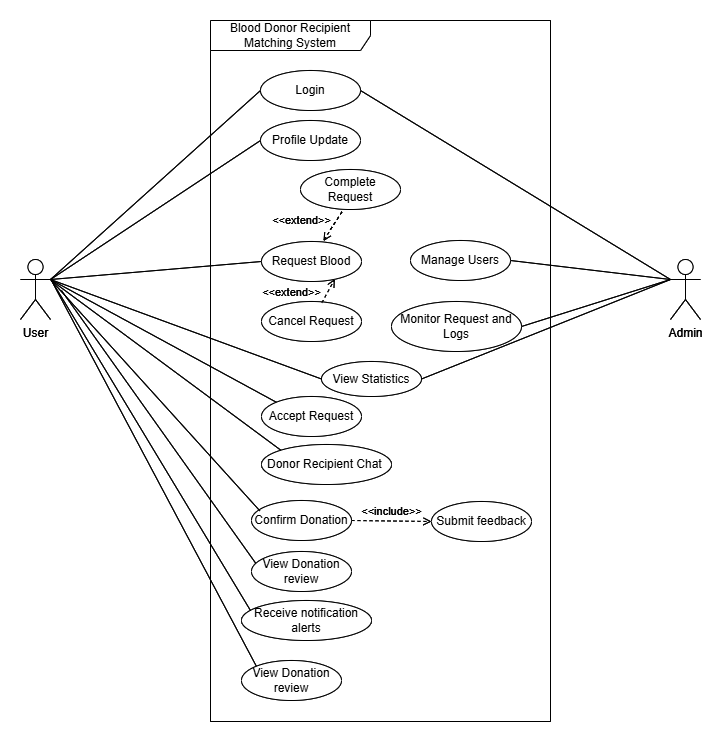 Blood Donor Recipient
Matching System
Login
Profile Update
Complete
Request
<<extend>>
Request Blood
Manage Users
<<extend>>
Cancel Request
Monitor Request and
Logs
User
Admin
View Statistics
Accept Request
Donor Recipient Chat
<<include>>
Confirm Donation
Submit feedback
View Donation
review
Receive notification
alerts
View Donation
review